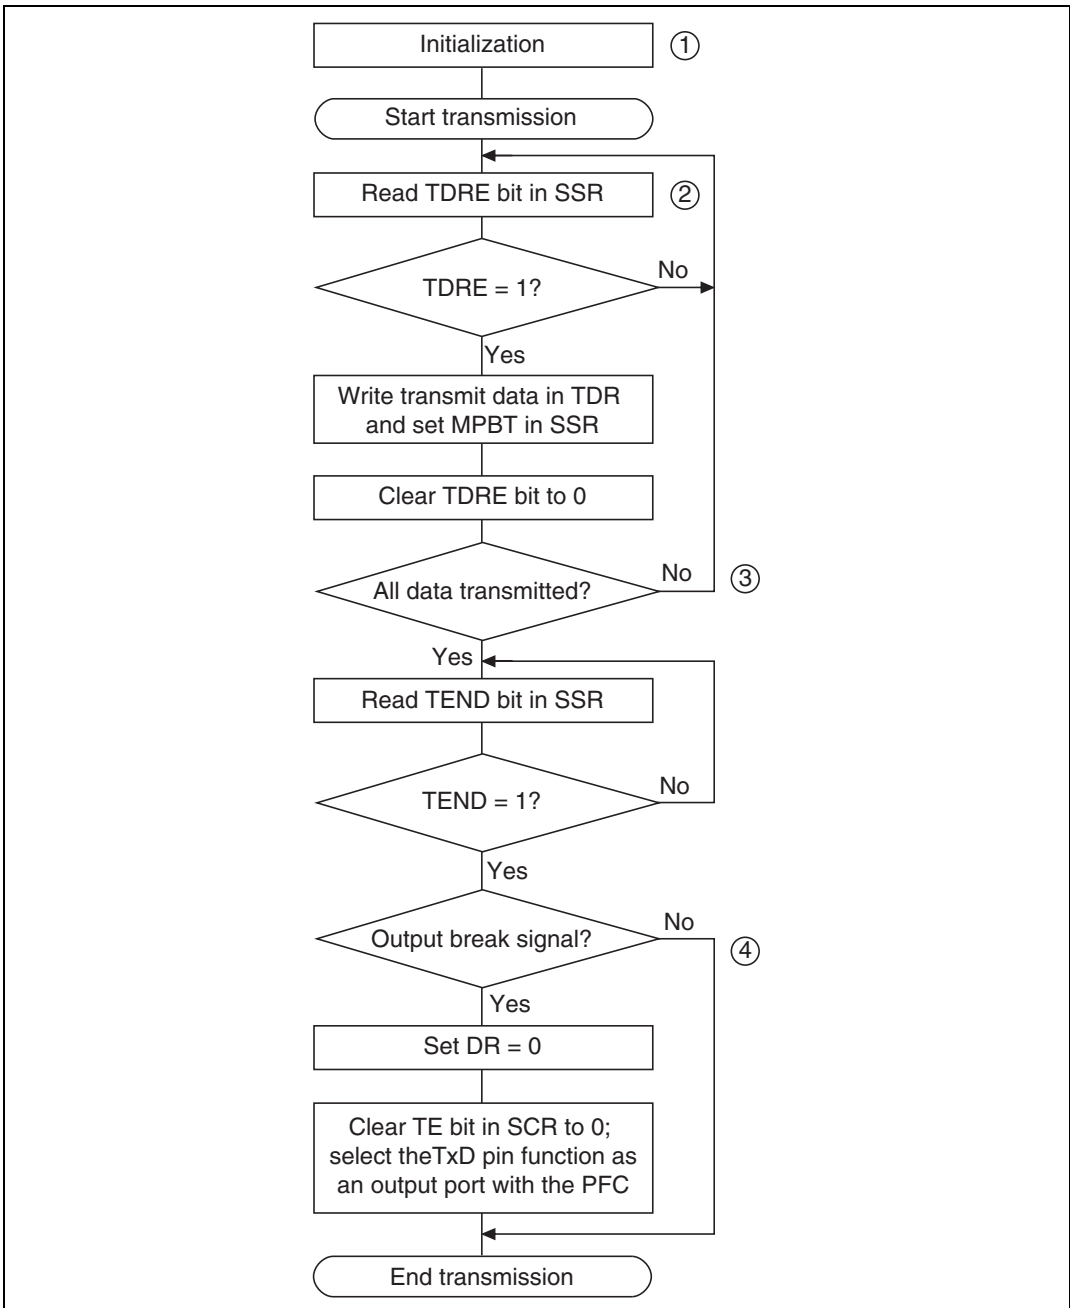 Initialization ①
Start transmission
Read TDRE bit in SSR ②
TDRE = 1? No
Yes
Write transmit data in TDR
and set MPBT in SSR
Clear TDRE bit to 0
All data transmitted? No ③
Yes
Read TEND bit in SSR
TEND = 1? No
Yes
Output break signal? No ④
Yes
Set DR = 0
Clear TE bit in SCR to 0;
select theTxD pin function as
an output port with the PFC
End transmission